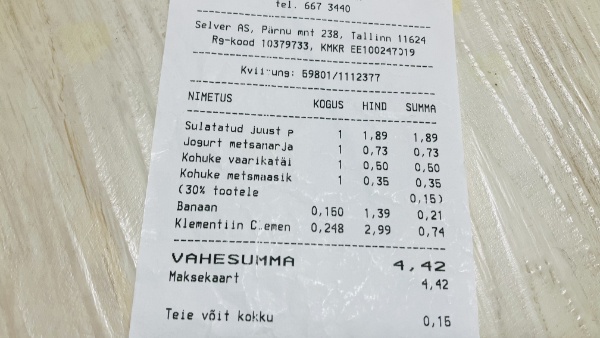 tel. 667 3440
Selver AS, Pärnu mnt 238, Tallinn 11624
Rg-kood 10379733, KMKR EE100247019
59801/1112377
NIMETUS KOGUS HIND SUMMA
Sulatatud juust P 1 1,89 1,89
Jogurt metsamarja 1 0,73 0,73
Kohuke vaarikatäi 1 0,50 0,50
Kohuke metsmaasik 1 0,35 0,35
(30% tootele 0,15)
Banaan 0,150 1,39 0,21
Klementiin 0,248 2,99 0,74
VAHESUMMA 4,42
Maksekaart 4,42
Teie võit kokku 0,15